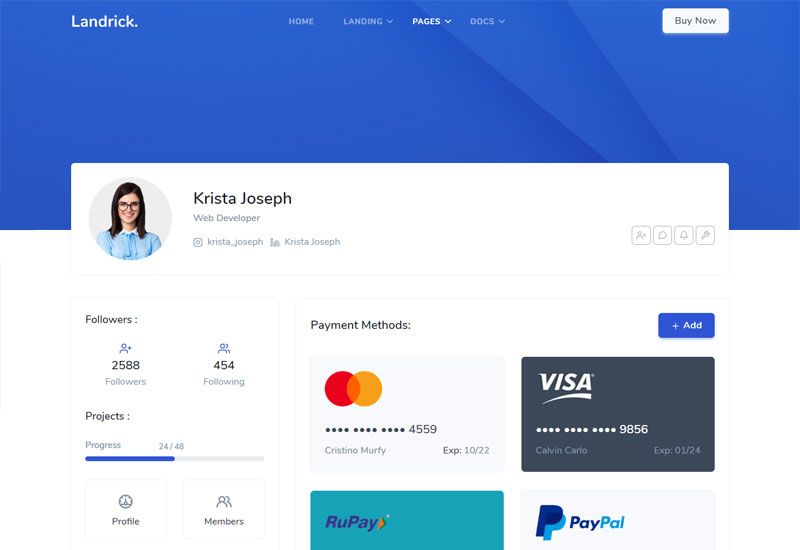 Landrick.
HOME
LANDING
PAGES
DOCS
Buy Now
Krista Joseph
Web Developer
krista_joseph
Krista Joseph
Followers :
2588
454
Followers
Following
Projects :
Progress
24 / 48
Profile
Members
Payment Methods:
+ Add
•••• •••• •••• 4559
Cristino Murfy
Exp: 10/22
VISA
•••• •••• •••• 9856
Calvin Carlo
Exp: 01/24
RuPay
PayPal